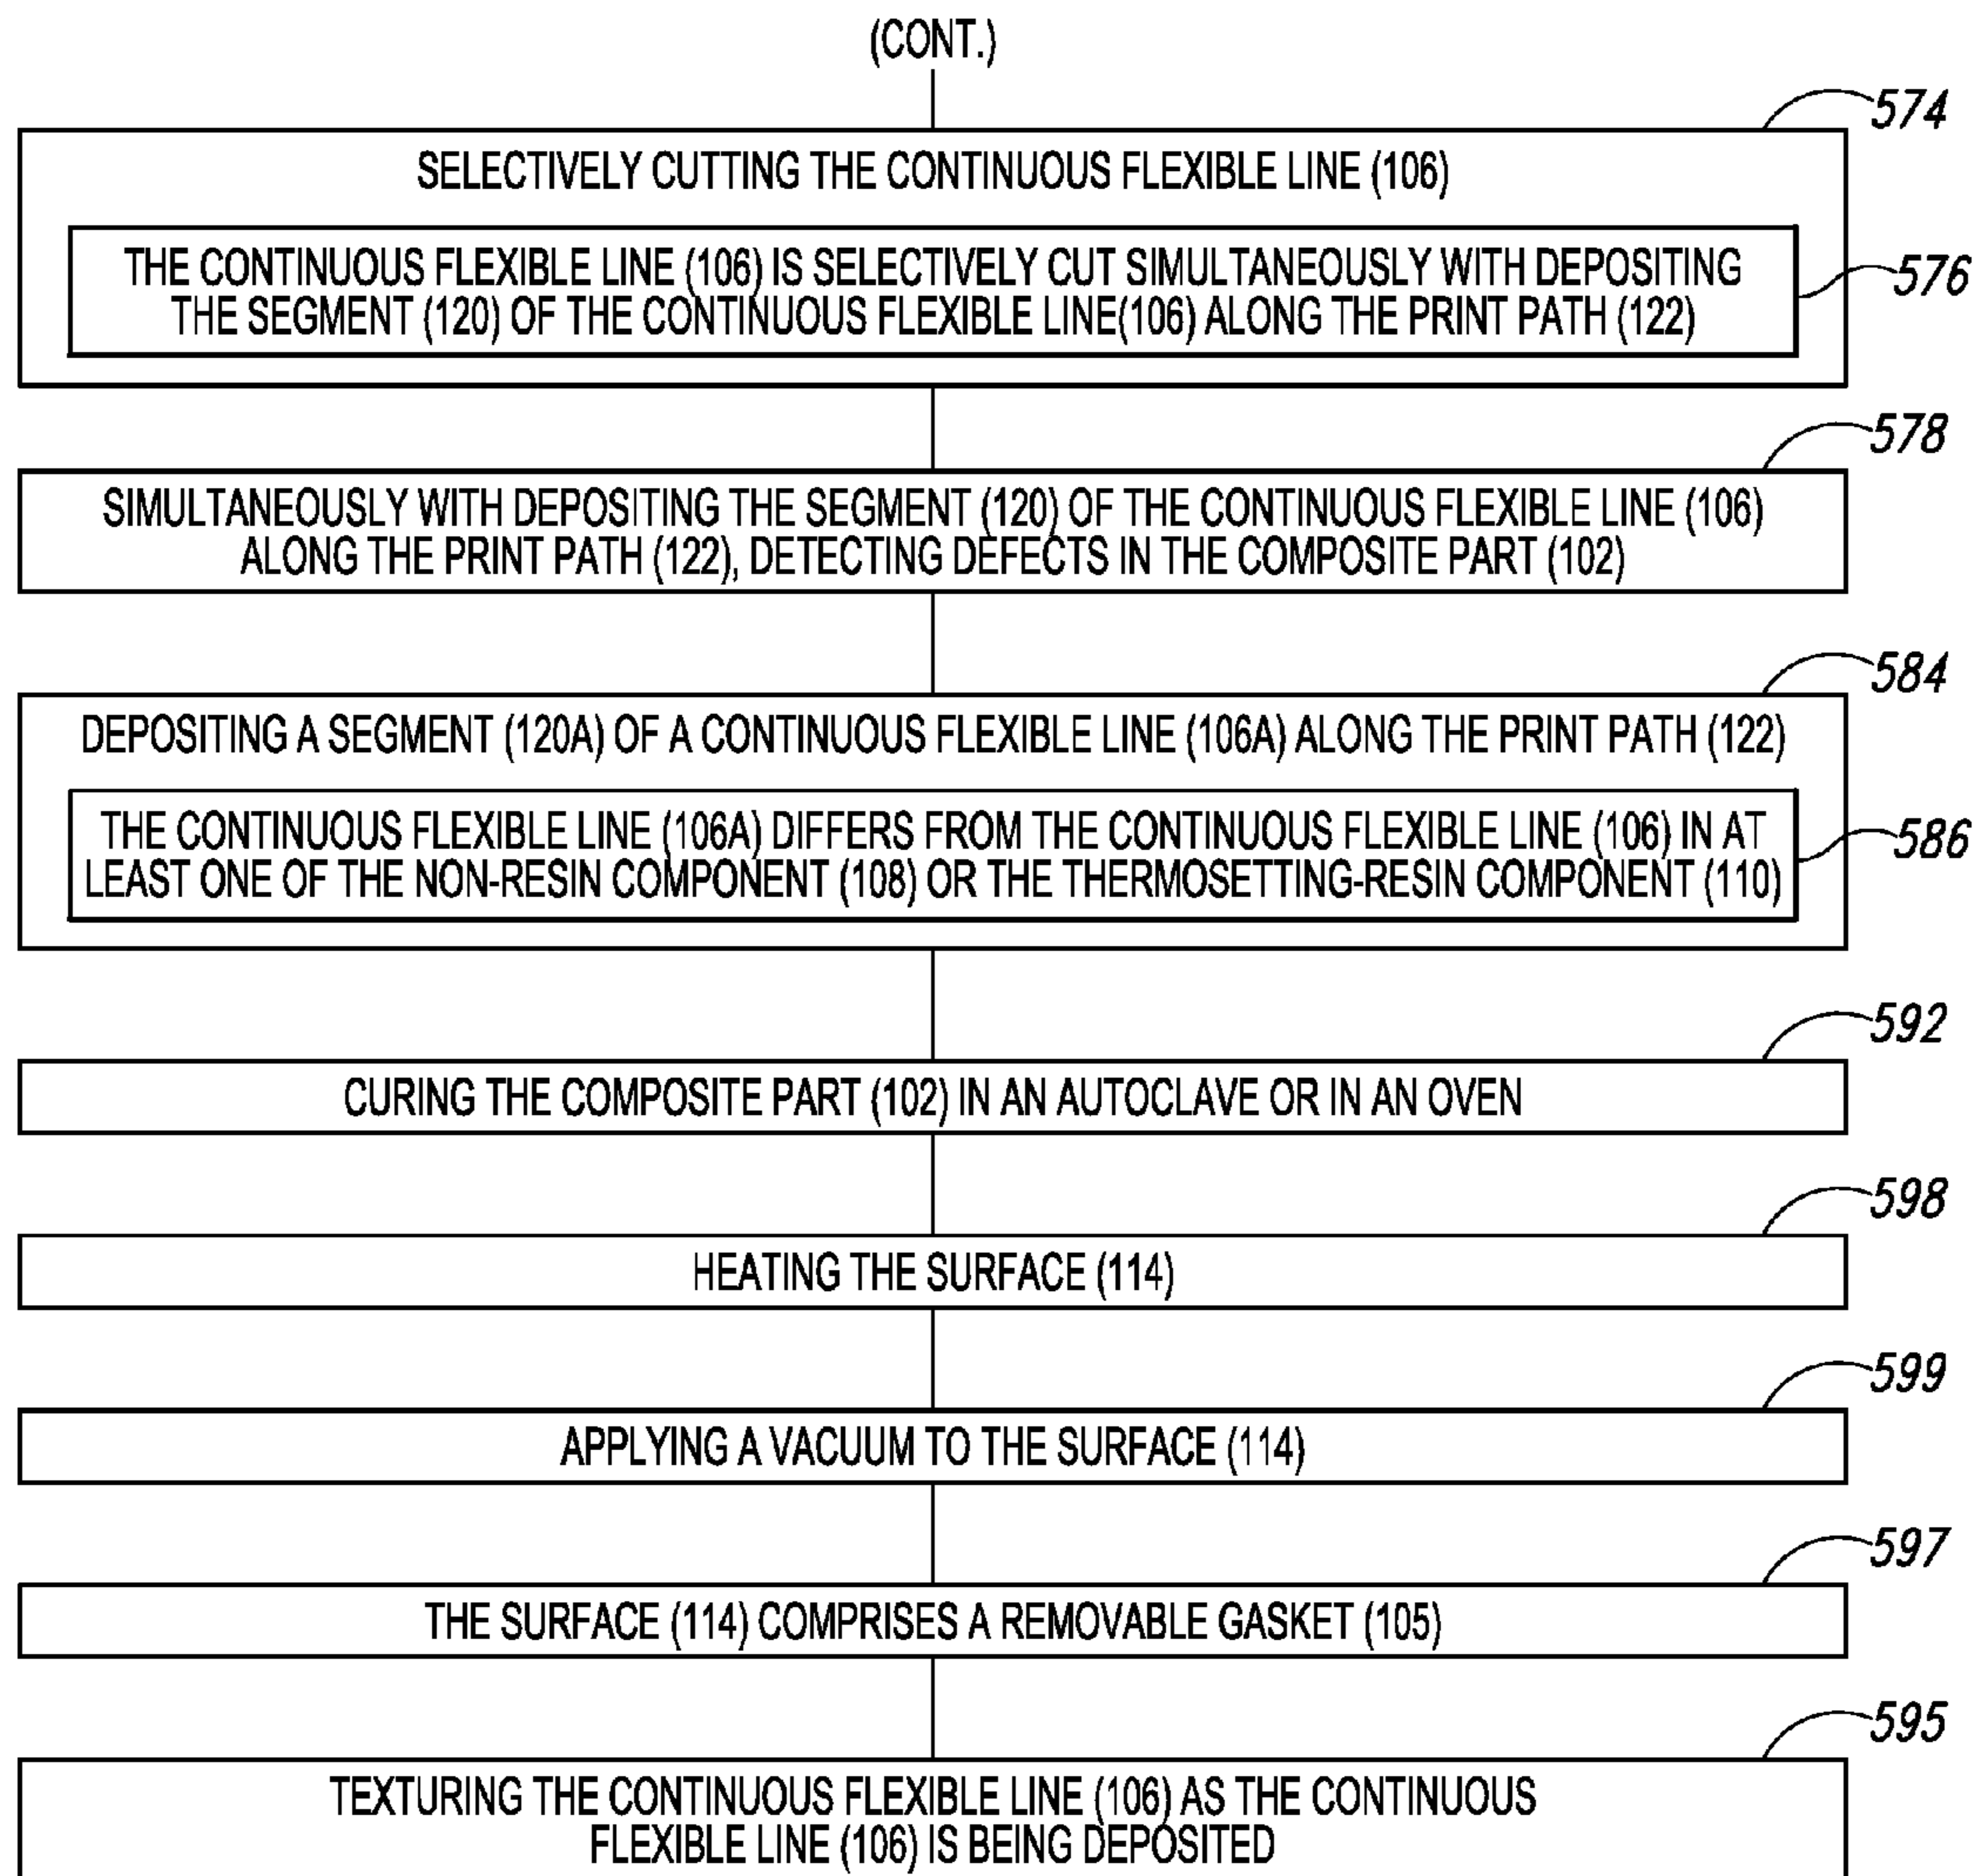 (CONT.)
574
SELECTIVELY CUTTING THE CONTINUOUS FLEXIBLE LINE (106)
THE CONTINUOUS FLEXIBLE LINE (106) IS SELECTIVELY CUT SIMULTANEOUSLY WITH DEPOSITING
THE SEGMENT (120) OF THE CONTINUOUS FLEXIBLE LINE(106) ALONG THE PRINT PATH (122)
576
578
SIMULTANEOUSLY WITH DEPOSITING THE SEGMENT (120) OF THE CONTINUOUS FLEXIBLE LINE (106)
ALONG THE PRINT PATH (122), DETECTING DEFECTS IN THE COMPOSITE PART (102)
584
DEPOSITING A SEGMENT (120A) OF A CONTINUOUS FLEXIBLE LINE (106A) ALONG THE PRINT PATH (122)
THE CONTINUOUS FLEXIBLE LINE (106A) DIFFERS FROM THE CONTINUOUS FLEXIBLE LINE (106) IN AT
LEAST ONE OF THE NON-RESIN COMPONENT (108) OR THE THERMOSETTING-RESIN COMPONENT (110)
586
592
CURING THE COMPOSITE PART (102) IN AN AUTOCLAVE OR IN AN OVEN
598
HEATING THE SURFACE (114)
599
APPLYING A VACUUM TO THE SURFACE (114)
597
THE SURFACE (114) COMPRISES A REMOVABLE GASKET (105)
595
TEXTURING THE CONTINUOUS FLEXIBLE LINE (106) AS THE CONTINUOUS
FLEXIBLE LINE (106) IS BEING DEPOSITED